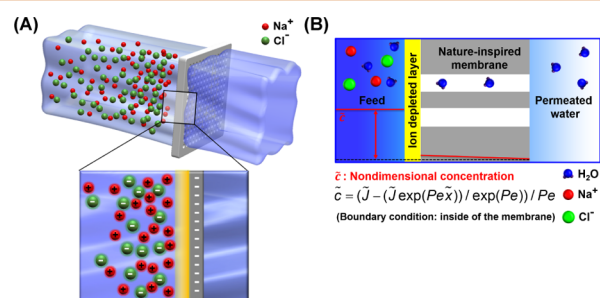 (A)
Na+
Cl-
(B)
Nature-inspired
membrane
Feed
Ion depleted layer
Permeated
water
c
c̃ : Nondimensional concentration
c̃ = (J̃ − (J̃ exp(Pex̃)) / exp(Pe)) / Pe
(Boundary condition: inside of the membrane)
H₂O
Na+
Cl-